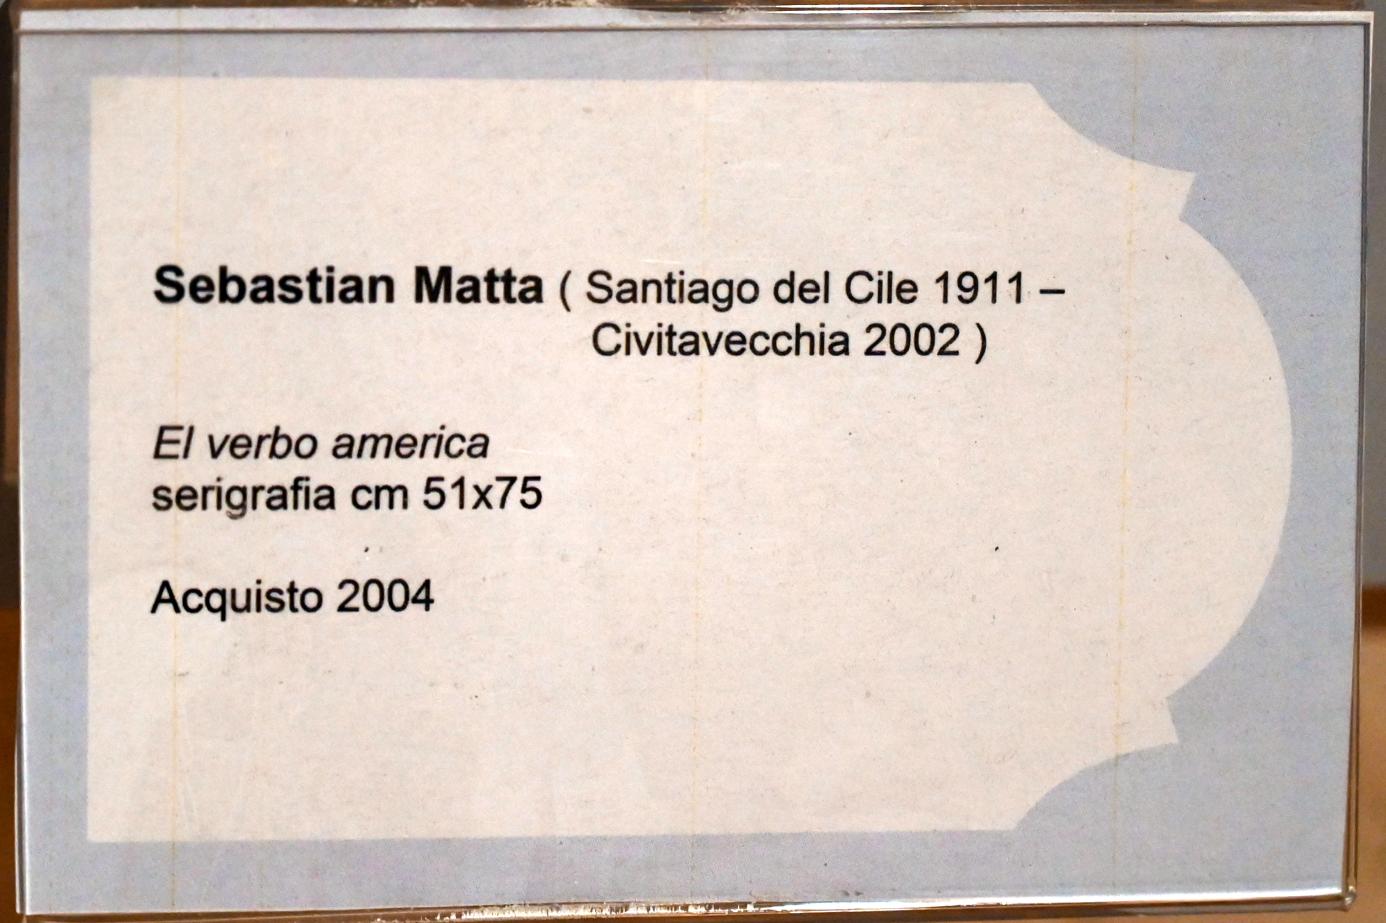 Sebastian Matta ( Santiago del Cile 1911 –
Civitavecchia 2002 )
El verbo america
serigrafia cm 51x75
Acquisto 2004